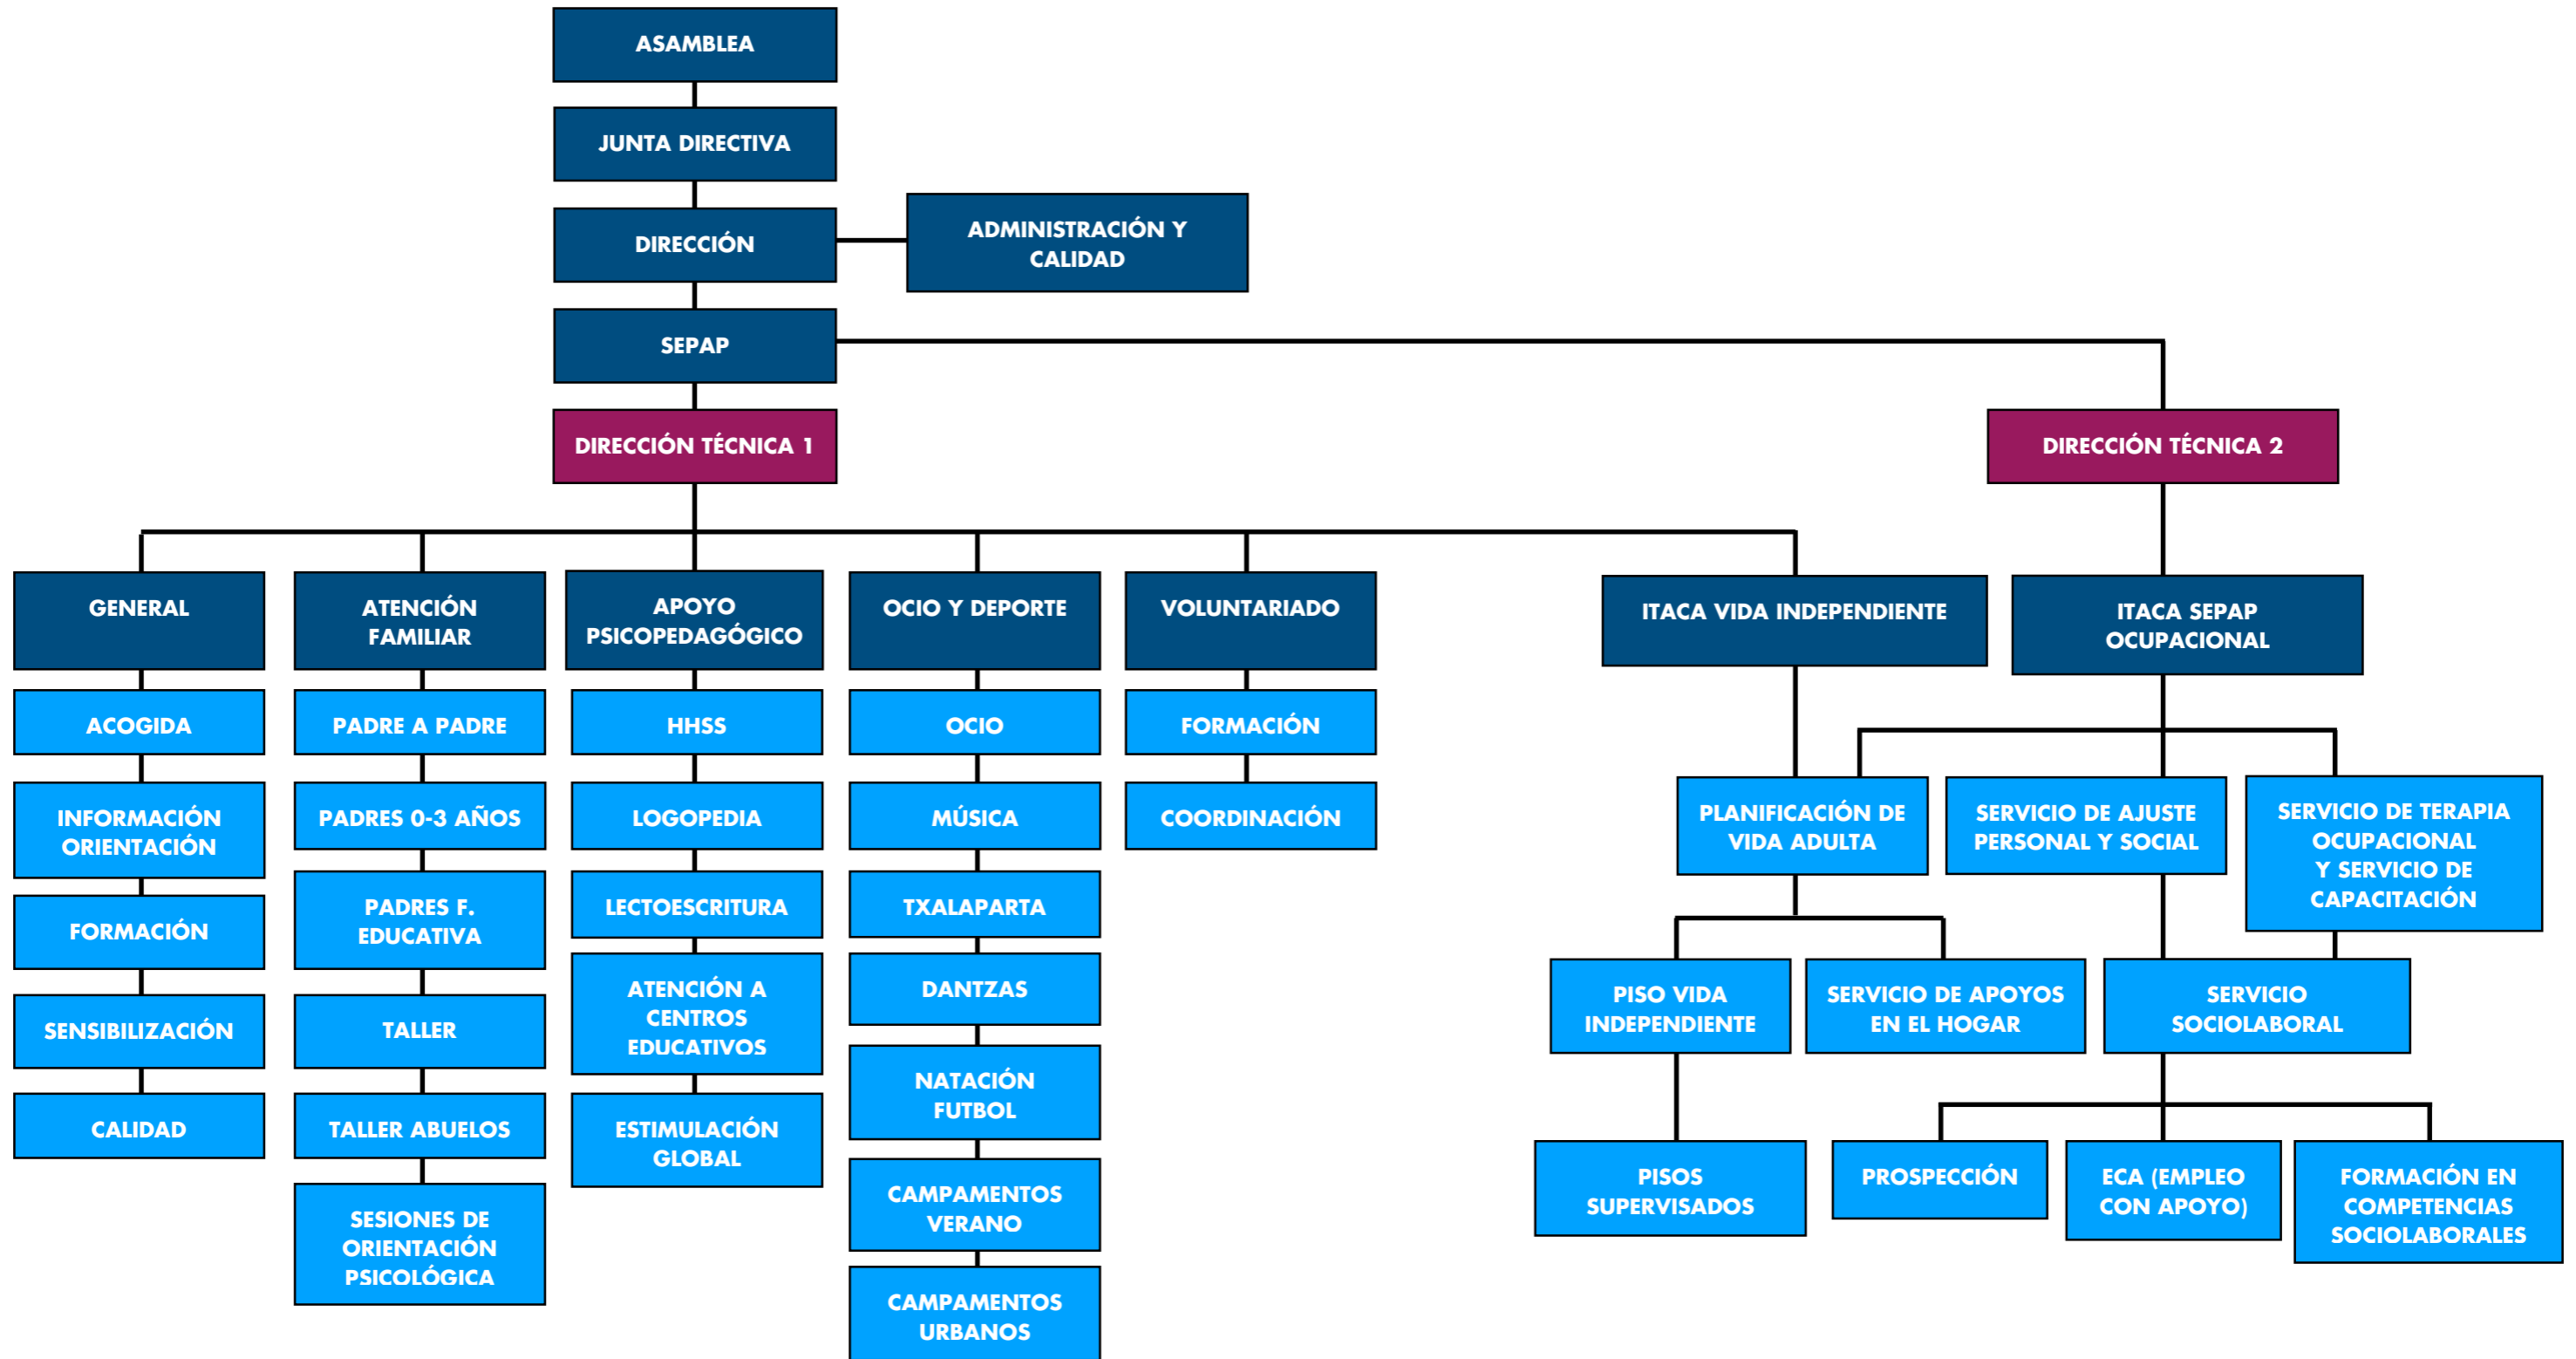 ASAMBLEA
JUNTA DIRECTIVA
DIRECCIÓN
ADMINISTRACIÓN Y
CALIDAD
SEPAP
DIRECCIÓN TÉCNICA 1
DIRECCIÓN TÉCNICA 2
GENERAL
ACOGIDA
INFORMACIÓN
ORIENTACIÓN
FORMACIÓN
SENSIBILIZACIÓN
CALIDAD
ATENCIÓN
FAMILIAR
PADRE A PADRE
PADRES 0-3 AÑOS
PADRES F.
EDUCATIVA
TALLER
TALLER ABUELOS
SESIONES DE
ORIENTACIÓN
PSICOLÓGICA
APOYO
PSICOPEDAGÓGICO
HHSS
LOGOPEDIA
LECTOESCRITURA
ATENCIÓN A
CENTROS
EDUCATIVOS
ESTIMULACIÓN
GLOBAL
OCIO Y DEPORTE
OCIO
MÚSICA
TXALAPARTA
DANTZAS
NATACIÓN
FUTBOL
CAMPAMENTOS
VERANO
CAMPAMENTOS
URBANOS
VOLUNTARIADO
FORMACIÓN
COORDINACIÓN
ITACA VIDA INDEPENDIENTE
ITACA SEPAP
OCUPACIONAL
PLANIFICACIÓN DE
VIDA ADULTA
SERVICIO DE AJUSTE
PERSONAL Y SOCIAL
SERVICIO DE TERAPIA
OCUPACIONAL
Y SERVICIO DE
CAPACITACIÓN
PISO VIDA
INDEPENDIENTE
SERVICIO DE APOYOS
EN EL HOGAR
SERVICIO
SOCIOLABORAL
PISOS
SUPERVISADOS
PROSPECCIÓN
ECA (EMPLEO
CON APOYO)
FORMACIÓN EN
COMPETENCIAS
SOCIOLABORALES